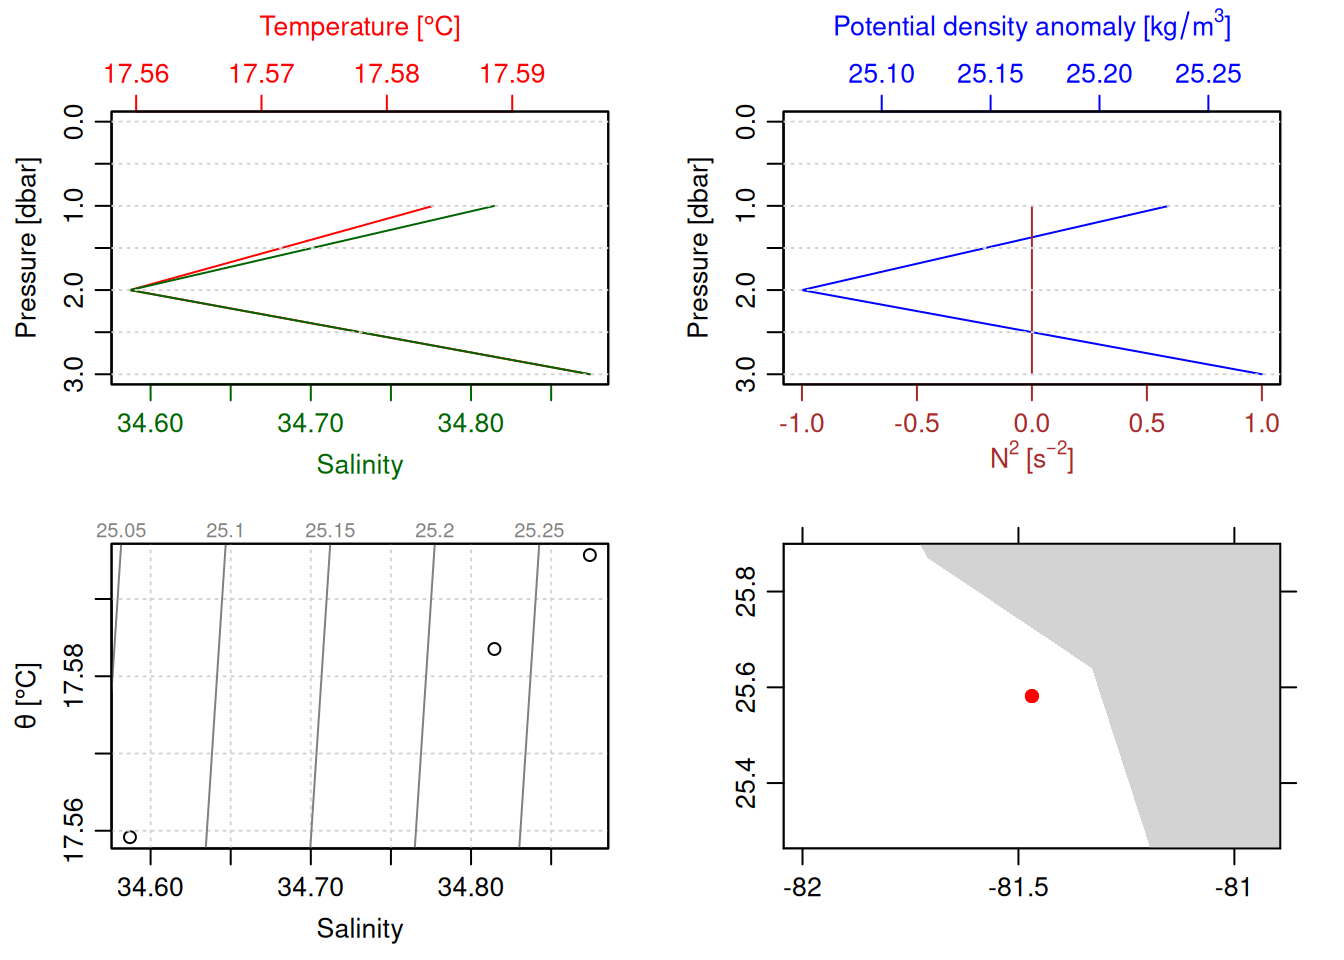 Temperature [°C]
17.56 17.57 17.58 17.59
Pressure [dbar]
0.0 1.0 2.0 3.0
34.60 34.70 34.80
Salinity
Potential density anomaly [kg/m³]
25.10 25.15 25.20 25.25
Pressure [dbar]
0.0 1.0 2.0 3.0
-1.0 -0.5 0.0 0.5 1.0
N² [s⁻²]
25.05 25.1 25.15 25.2 25.25
θ [°C]
17.58
17.56
34.60 34.70 34.80
Salinity
25.8
25.6
25.4
-82 -81.5 -81